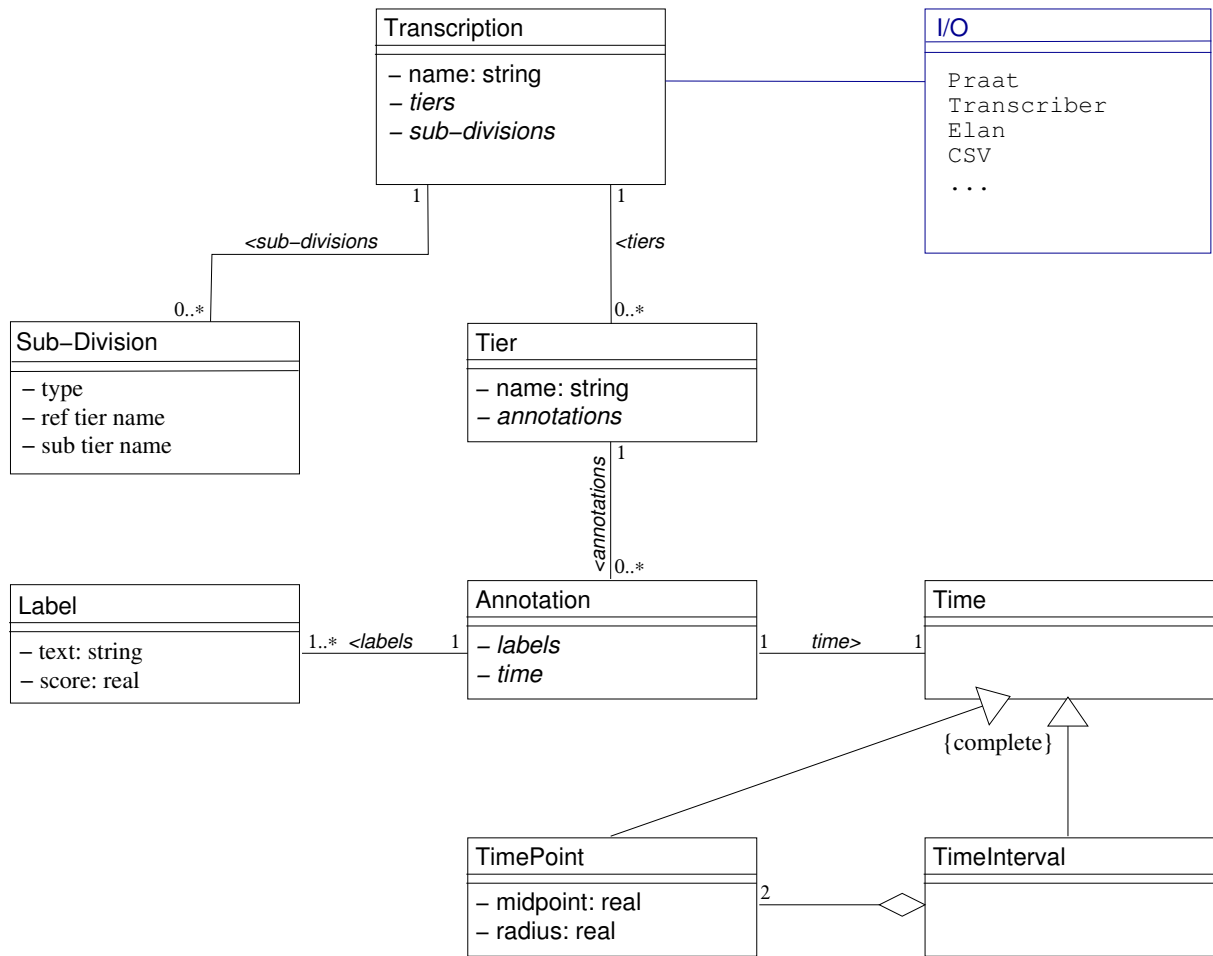 Transcription
– name: string
– tiers
– sub–divisions
I/O
Praat
Transcriber
Elan
CSV
...
1
1
<sub–divisions
<tiers
0..*
0..*
Sub–Division
– type
– ref tier name
– sub tier name
Tier
– name: string
– annotations
1
<annotations
0..*
Label
– text: string
– score: real
1..* <labels 1
Annotation
– labels
– time
1 time> 1
Time
{complete}
TimePoint
– midpoint: real
– radius: real
2
TimeInterval